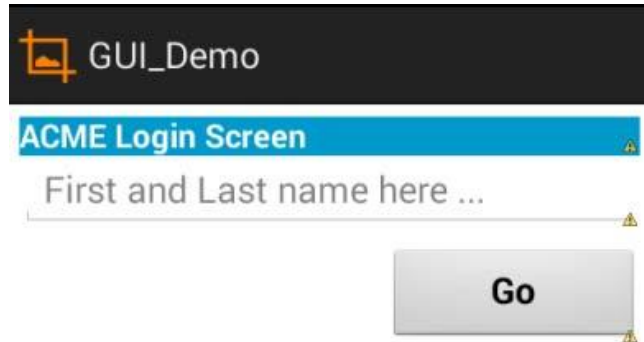 GUI_Demo
ACME Login Screen
First and Last name here ...
Go